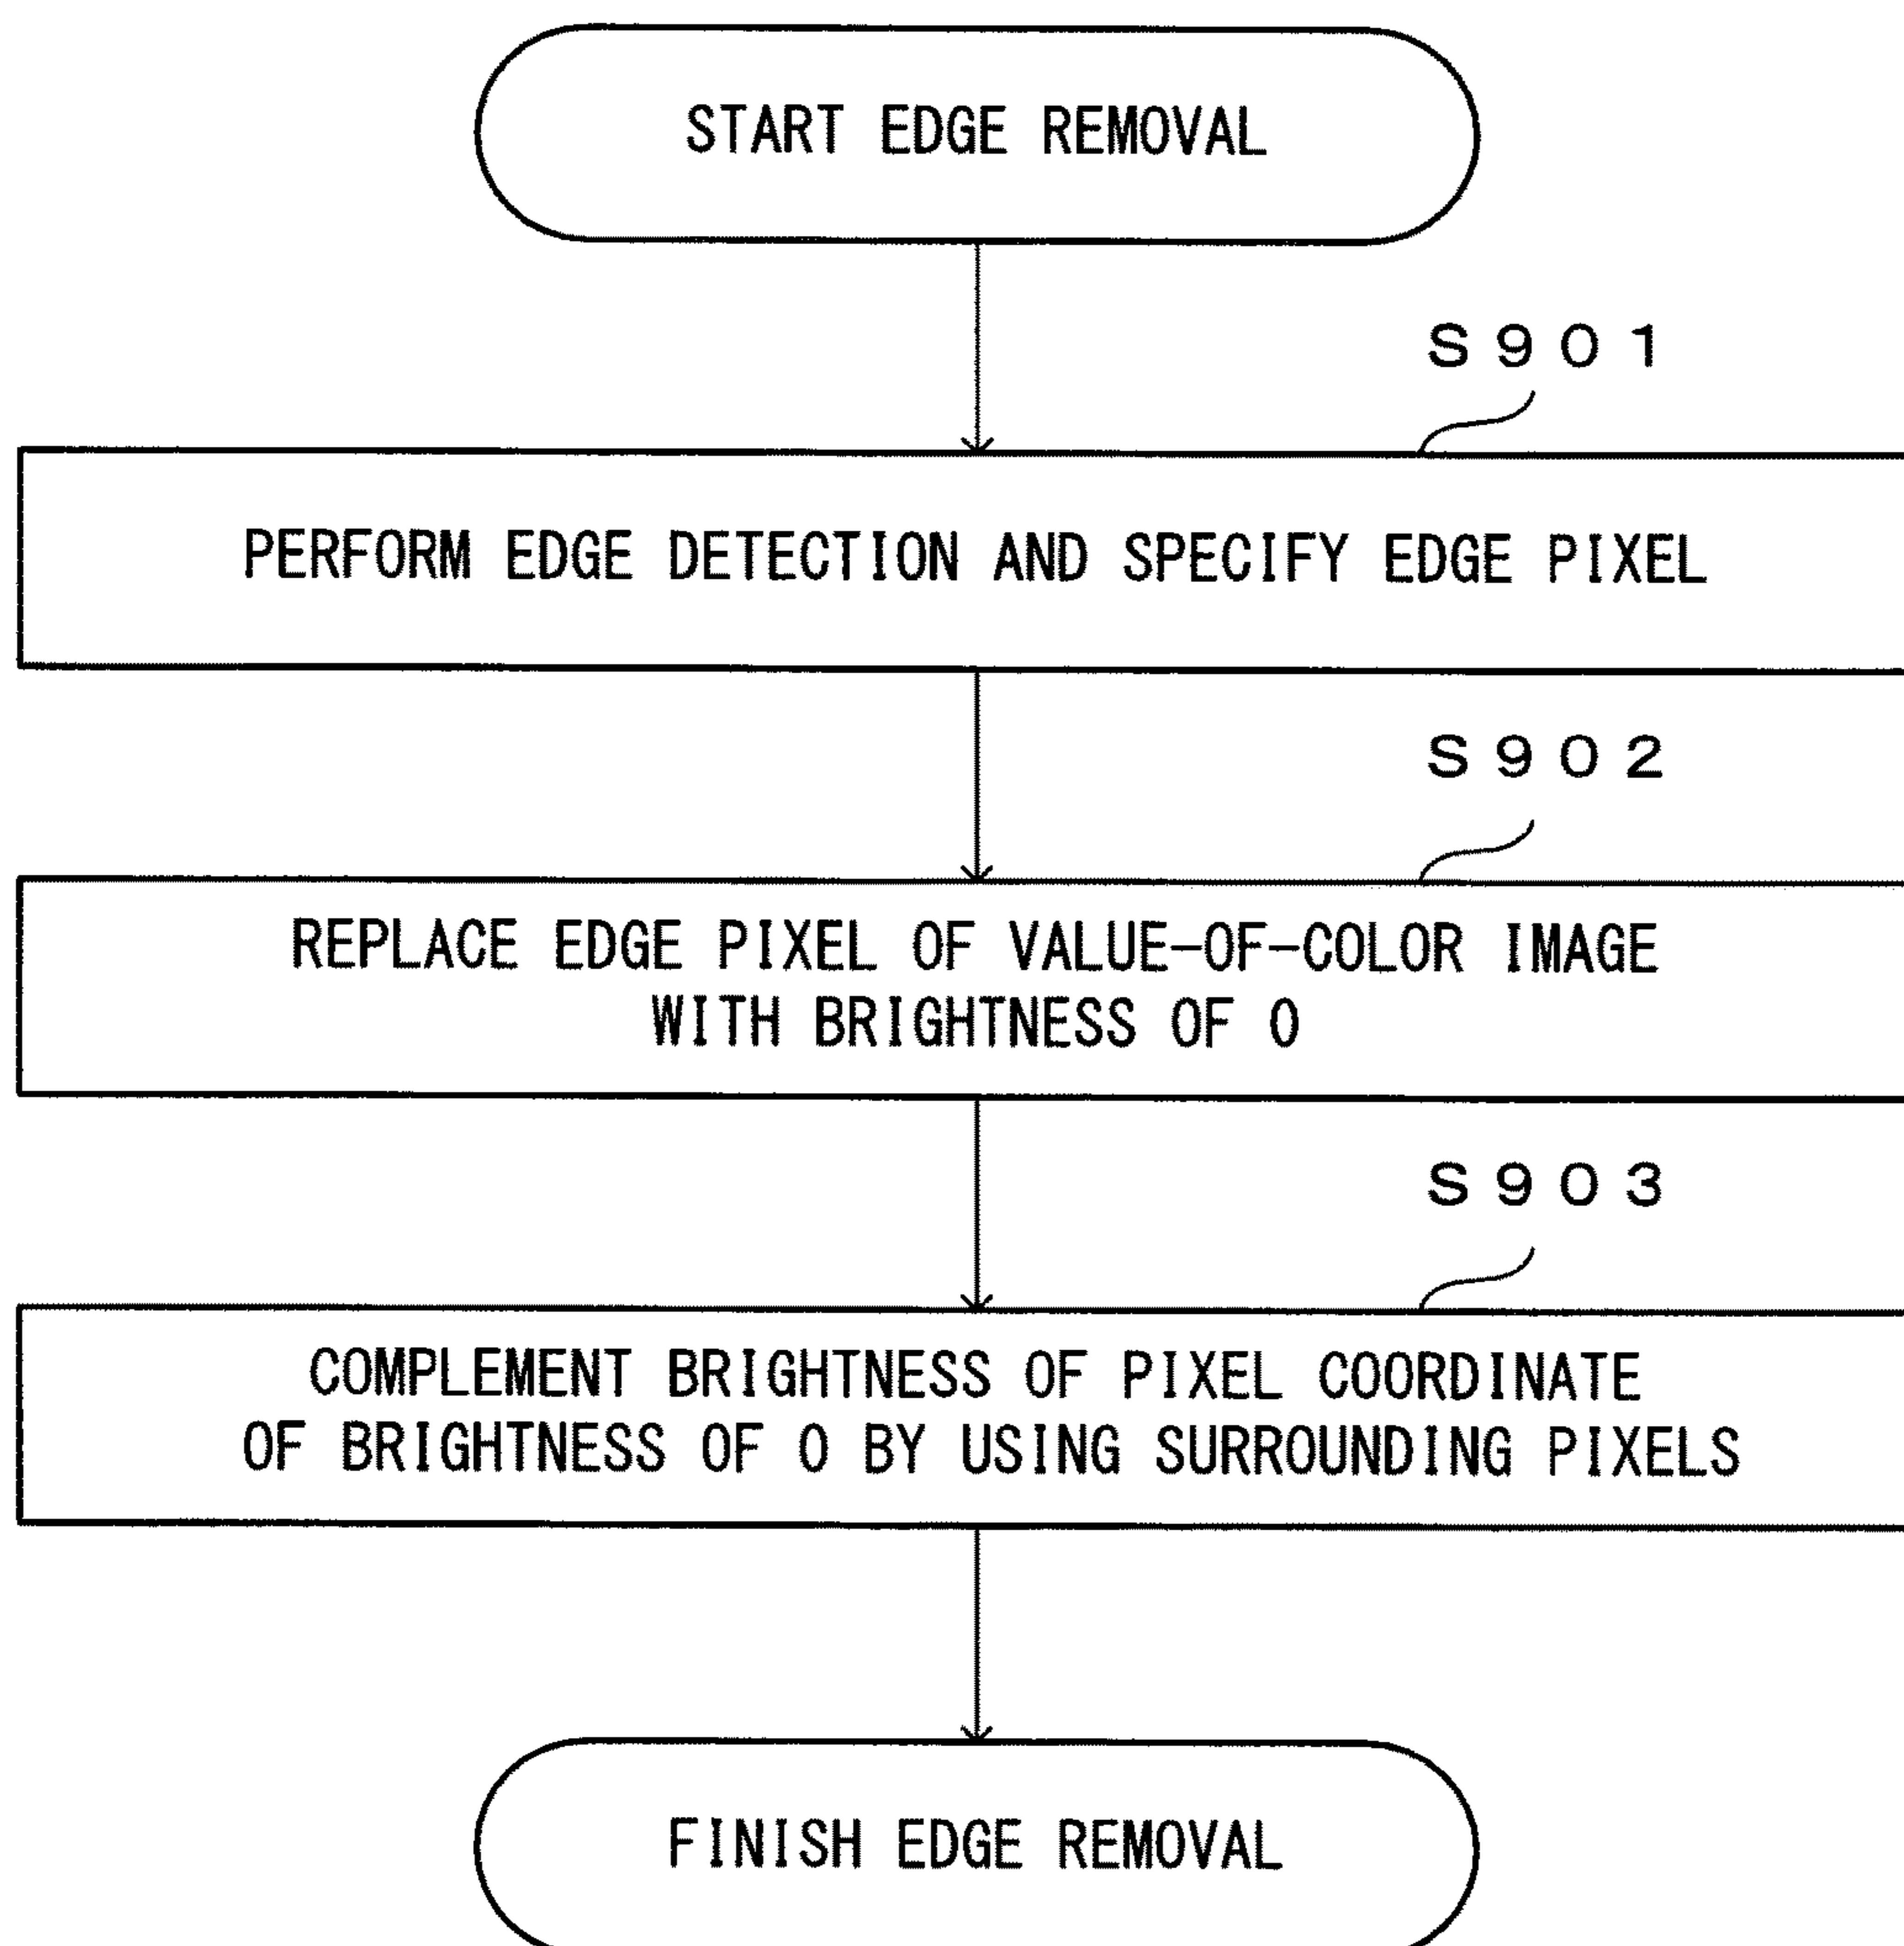 START EDGE REMOVAL
S901
PERFORM EDGE DETECTION AND SPECIFY EDGE PIXEL
S902
REPLACE EDGE PIXEL OF VALUE-OF-COLOR IMAGE
WITH BRIGHTNESS OF 0
S903
COMPLEMENT BRIGHTNESS OF PIXEL COORDINATE
OF BRIGHTNESS OF 0 BY USING SURROUNDING PIXELS
FINISH EDGE REMOVAL